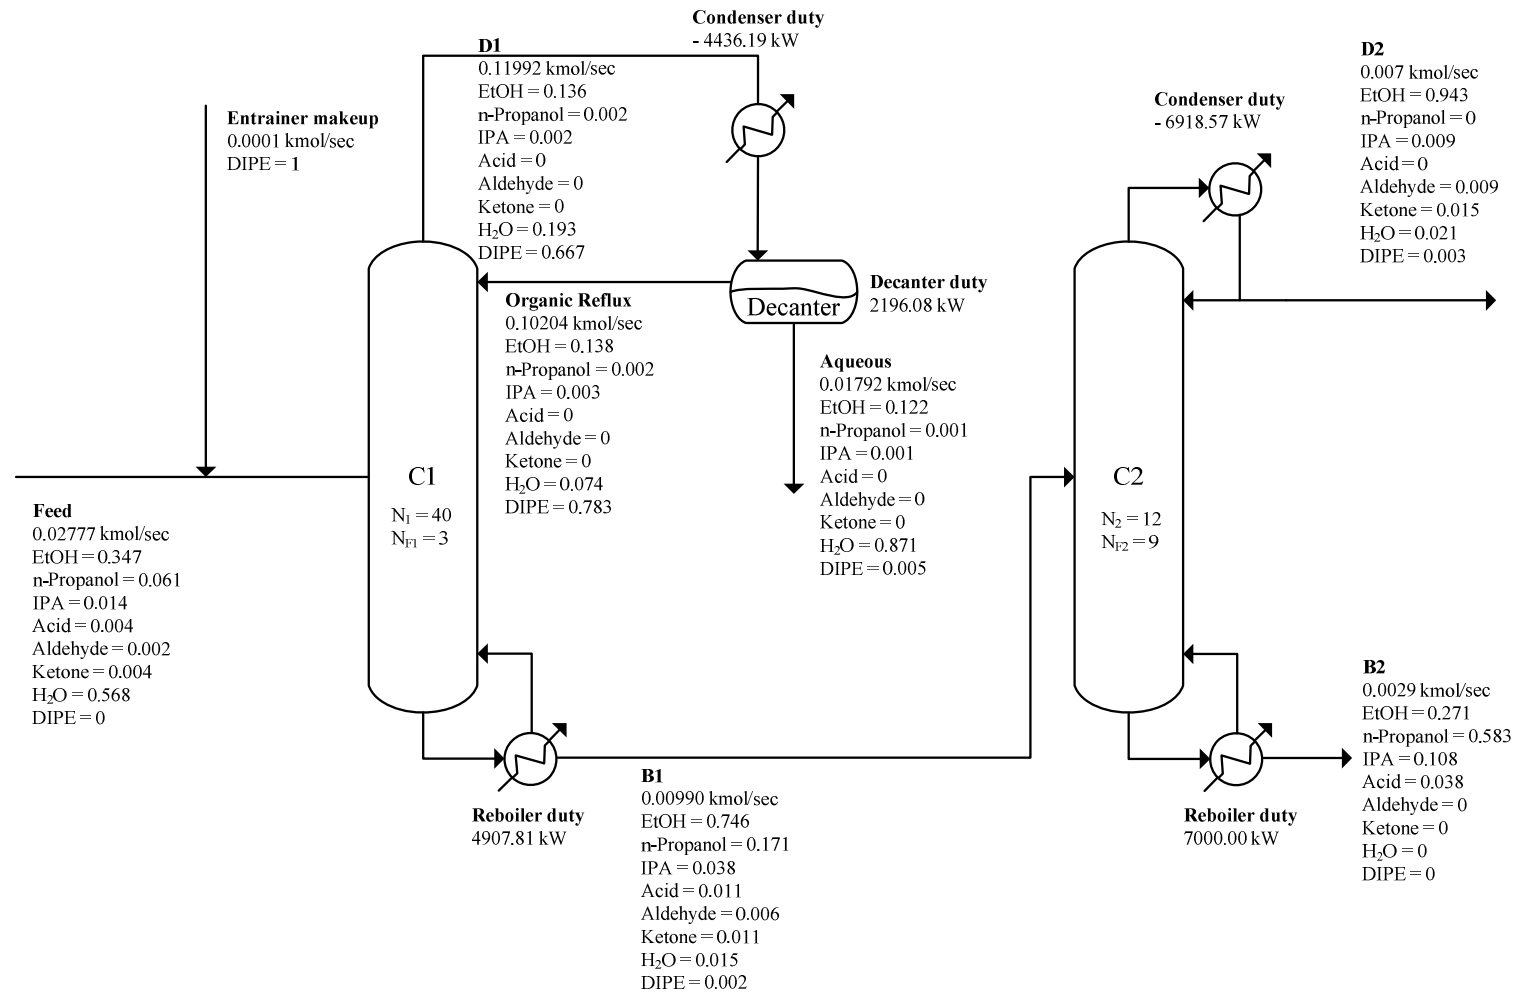 Condenser duty
- 4436.19 kW
D1
0.11992 kmol/sec
EtOH = 0.136
n-Propanol = 0.002
IPA = 0.002
Acid = 0
Aldehyde = 0
Ketone = 0
H₂O = 0.193
DIPE = 0.667
Entrainer makeup
0.0001 kmol/sec
DIPE = 1
Condenser duty
- 6918.57 kW
D2
0.007 kmol/sec
EtOH = 0.943
n-Propanol = 0
IPA = 0.009
Acid = 0
Aldehyde = 0.009
Ketone = 0.015
H₂O = 0.021
DIPE = 0.003
Decanter
Decanter duty
2196.08 kW
Organic Reflux
0.10204 kmol/sec
EtOH = 0.138
n-Propanol = 0.002
IPA = 0.003
Acid = 0
Aldehyde = 0
Ketone = 0
H₂O = 0.074
DIPE = 0.783
Aqueous
0.01792 kmol/sec
EtOH = 0.122
n-Propanol = 0.001
IPA = 0.001
Acid = 0
Aldehyde = 0
Ketone = 0
H₂O = 0.871
DIPE = 0.005
C1
N₁ = 40
N_F1 = 3
C2
N₂ = 12
N_F2 = 9
Feed
0.02777 kmol/sec
EtOH = 0.347
n-Propanol = 0.061
IPA = 0.014
Acid = 0.004
Aldehyde = 0.002
Ketone = 0.004
H₂O = 0.568
DIPE = 0
Reboiler duty
4907.81 kW
B1
0.00990 kmol/sec
EtOH = 0.746
n-Propanol = 0.171
IPA = 0.038
Acid = 0.011
Aldehyde = 0.006
Ketone = 0.011
H₂O = 0.015
DIPE = 0.002
Reboiler duty
7000.00 kW
B2
0.0029 kmol/sec
EtOH = 0.271
n-Propanol = 0.583
IPA = 0.108
Acid = 0.038
Aldehyde = 0
Ketone = 0
H₂O = 0
DIPE = 0